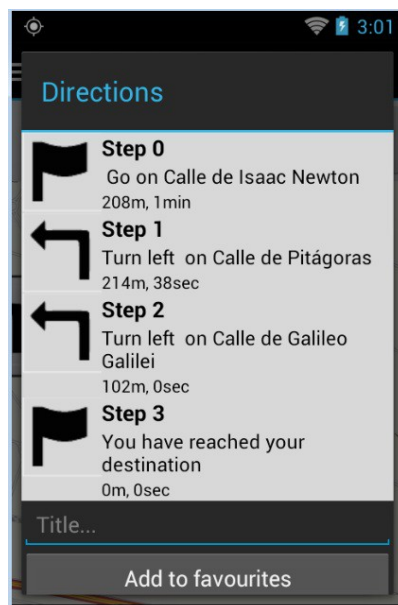 3:01
Directions
Step 0
Go on Calle de Isaac Newton
208m, 1min
Step 1
Turn left  on Calle de Pitágoras
214m, 38sec
Step 2
Turn left  on Calle de Galileo
Galilei
102m, 0sec
Step 3
You have reached your
destination
0m, 0sec
Title...
Add to favourites